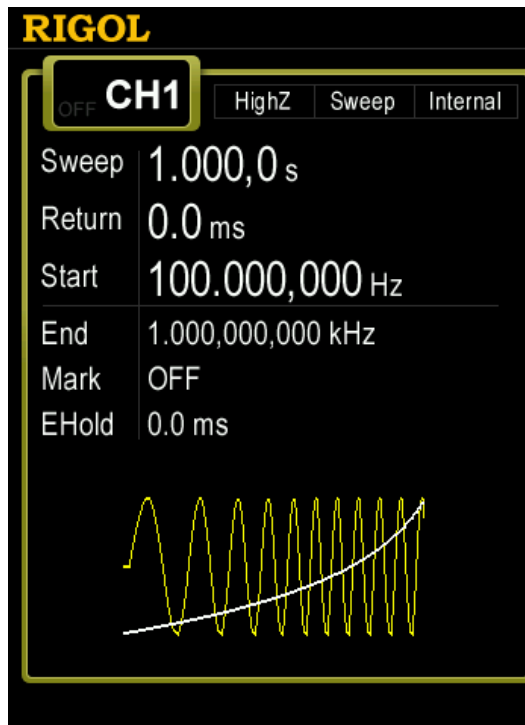 RIGOL
OFF CH1 HighZ Sweep Internal
Sweep 1.000,0 s
Return 0.0 ms
Start 100.000,000 Hz
End 1.000,000,000 kHz
Mark OFF
EHold 0.0 ms